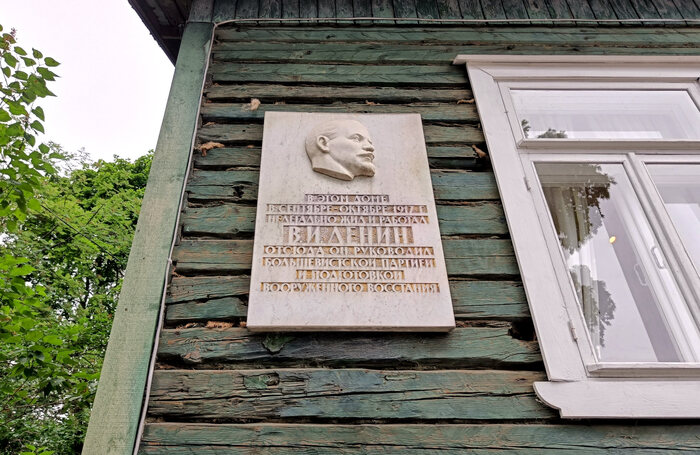 В ЭТОМ ДОМЕ
В СЕНТЯБРЕ-ОКТЯБРЕ 1917 Г.
НЕЛЕГАЛЬНО ЖИЛ И РАБОТАЛ
В.И.ЛЕНИН
ОТСЮДА ОН РУКОВОДИЛ
БОЛЬШЕВИСТСКОЙ ПАРТИЕЙ
И ПОДГОТОВКОЙ
ВООРУЖЕННОГО ВОССТАНИЯ